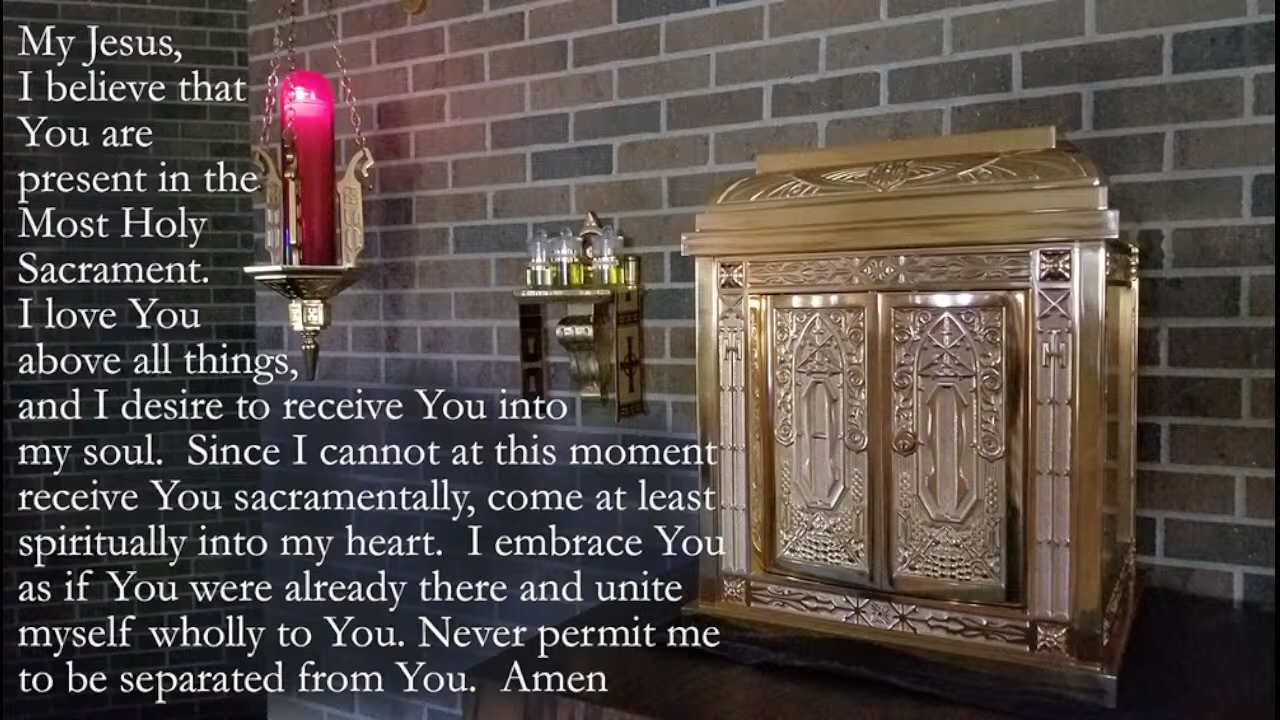 My Jesus,
I believe that
You are
present in the
Most Holy
Sacrament.
I love You
above all things,
and I desire to receive You into
my soul.  Since I cannot at this moment
receive You sacramentally, come at least
spiritually into my heart.  I embrace You
as if You were already there and unite
myself wholly to You. Never permit me
to be separated from You.  Amen